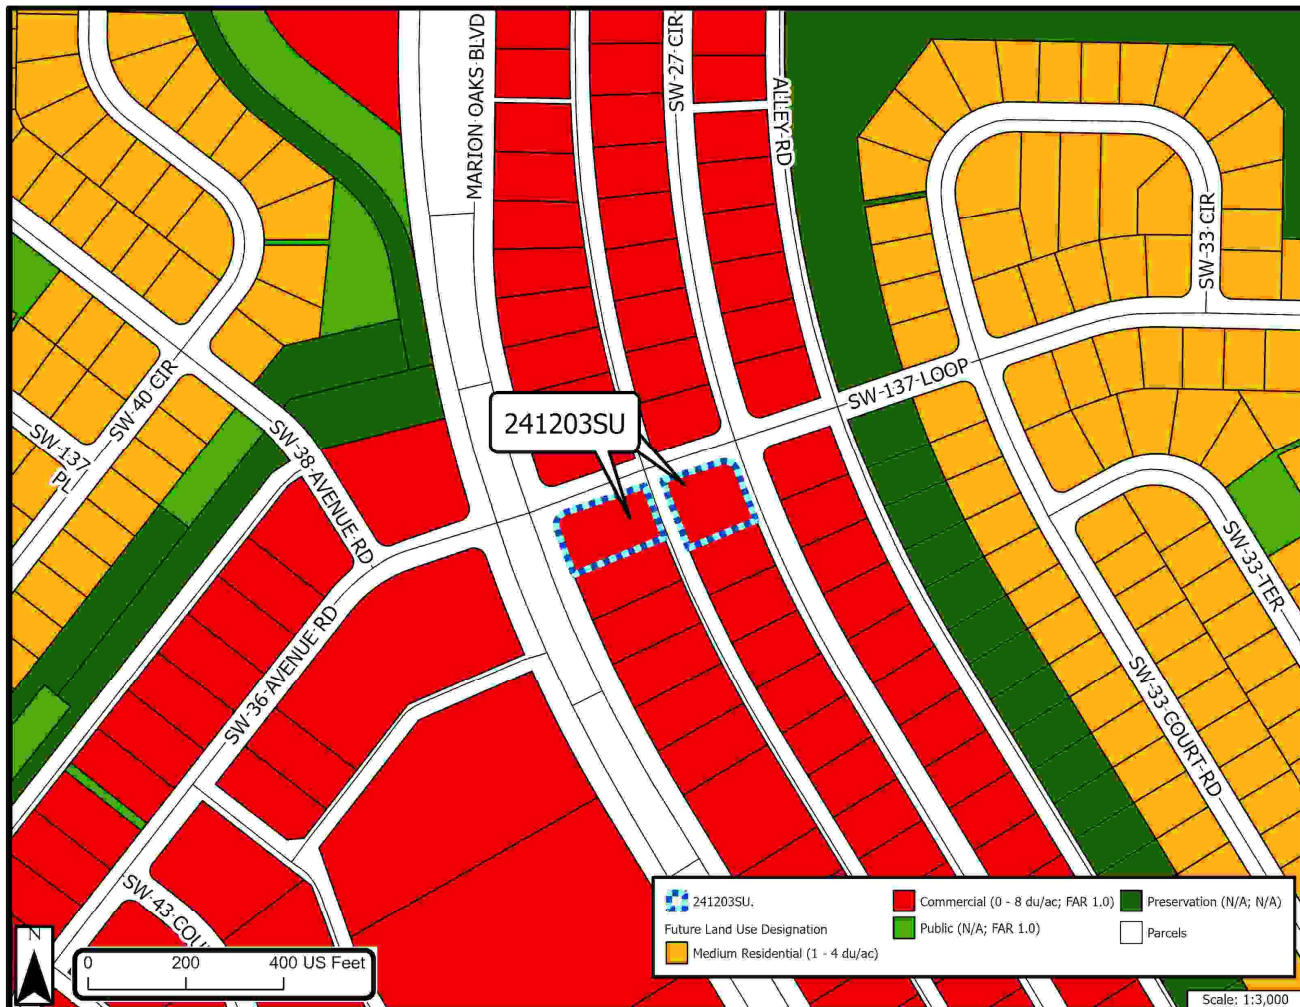 MARION OAKS BLVD
SW 27 CIR
ALLEY RD
SW 33 CIR
SW 40 CIR
SW 137 PL
SW 38 AVENUE RD
SW 137 LOOP
241203SU
SW 36 AVENUE RD
SW 33 TER
SW 33 COURT RD
SW 43 COU
N
0 200 400 US Feet
241203SU.
Future Land Use Designation
Medium Residential (1 - 4 du/ac)
Commercial (0 - 8 du/ac; FAR 1.0)
Public (N/A; FAR 1.0)
Preservation (N/A; N/A)
Parcels
Scale: 1:3,000